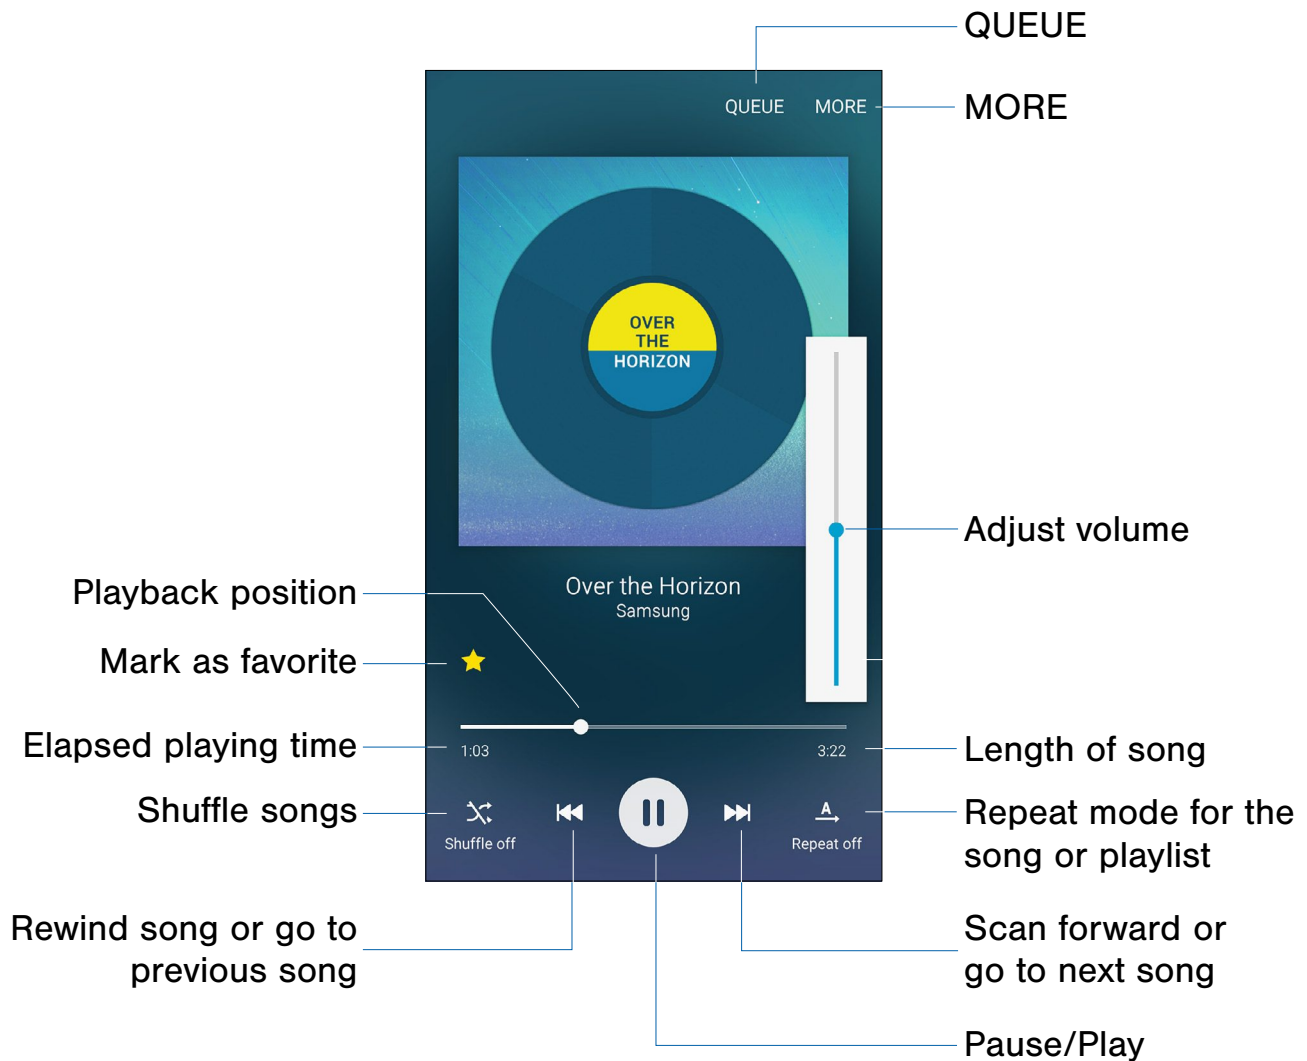 QUEUE
QUEUE MORE
MORE
OVER
THE
HORIZON
Adjust volume
Over the Horizon
Samsung
Playback position
Mark as favorite
Elapsed playing time
1:03
3:22
Length of song
Shuffle songs
Shuffle off
Repeat off
Repeat mode for the
song or playlist
Rewind song or go to
previous song
Scan forward or
go to next song
Pause/Play